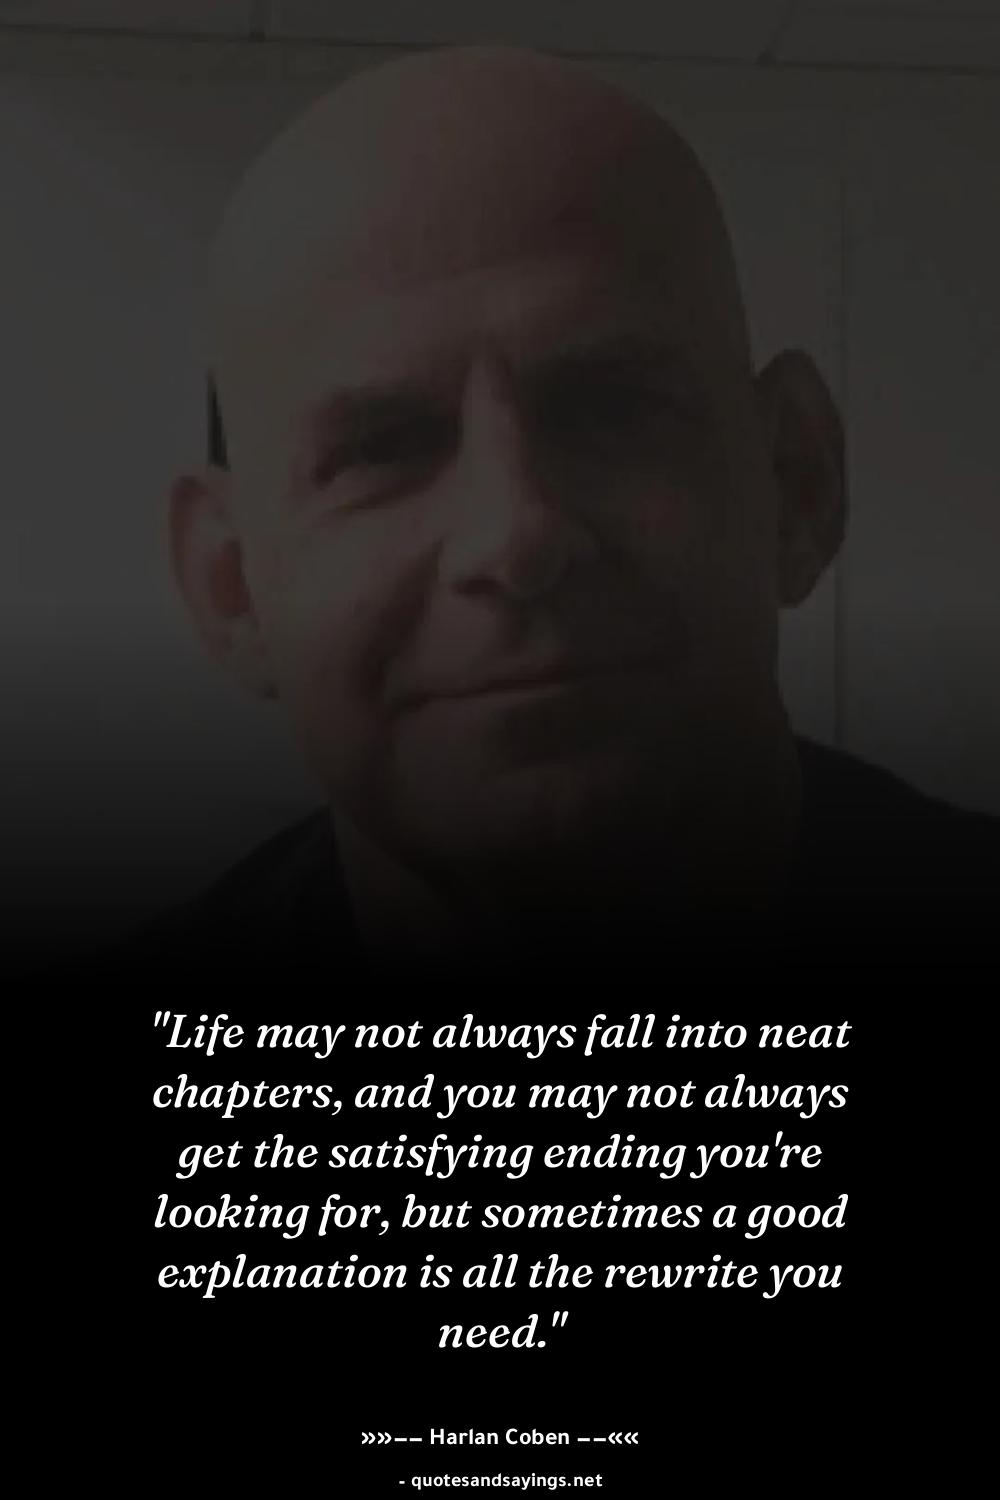 "Life may not always fall into neat
chapters, and you may not always
get the satisfying ending you're
looking for, but sometimes a good
explanation is all the rewrite you
need."
»»−− Harlan Coben −−««
- quotesandsayings.net